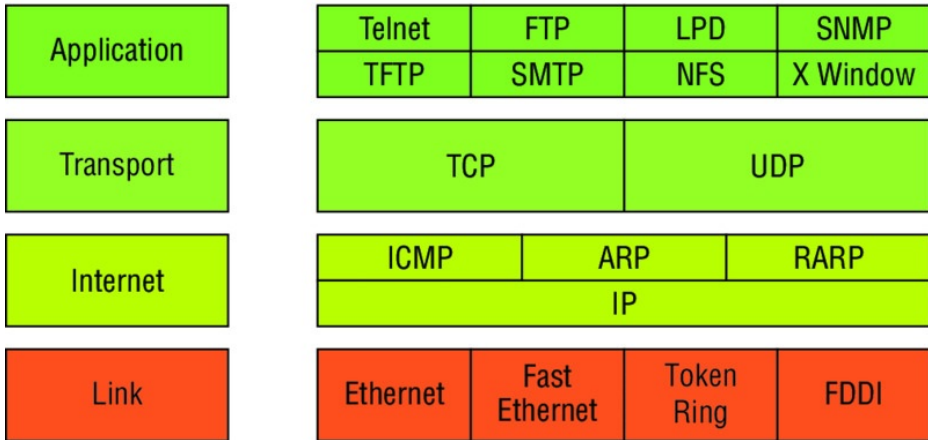 Application
Telnet FTP LPD SNMP
TFTP SMTP NFS X Window
Transport
TCP UDP
Internet
ICMP ARP RARP
IP
Link
Ethernet Fast Ethernet Token Ring FDDI